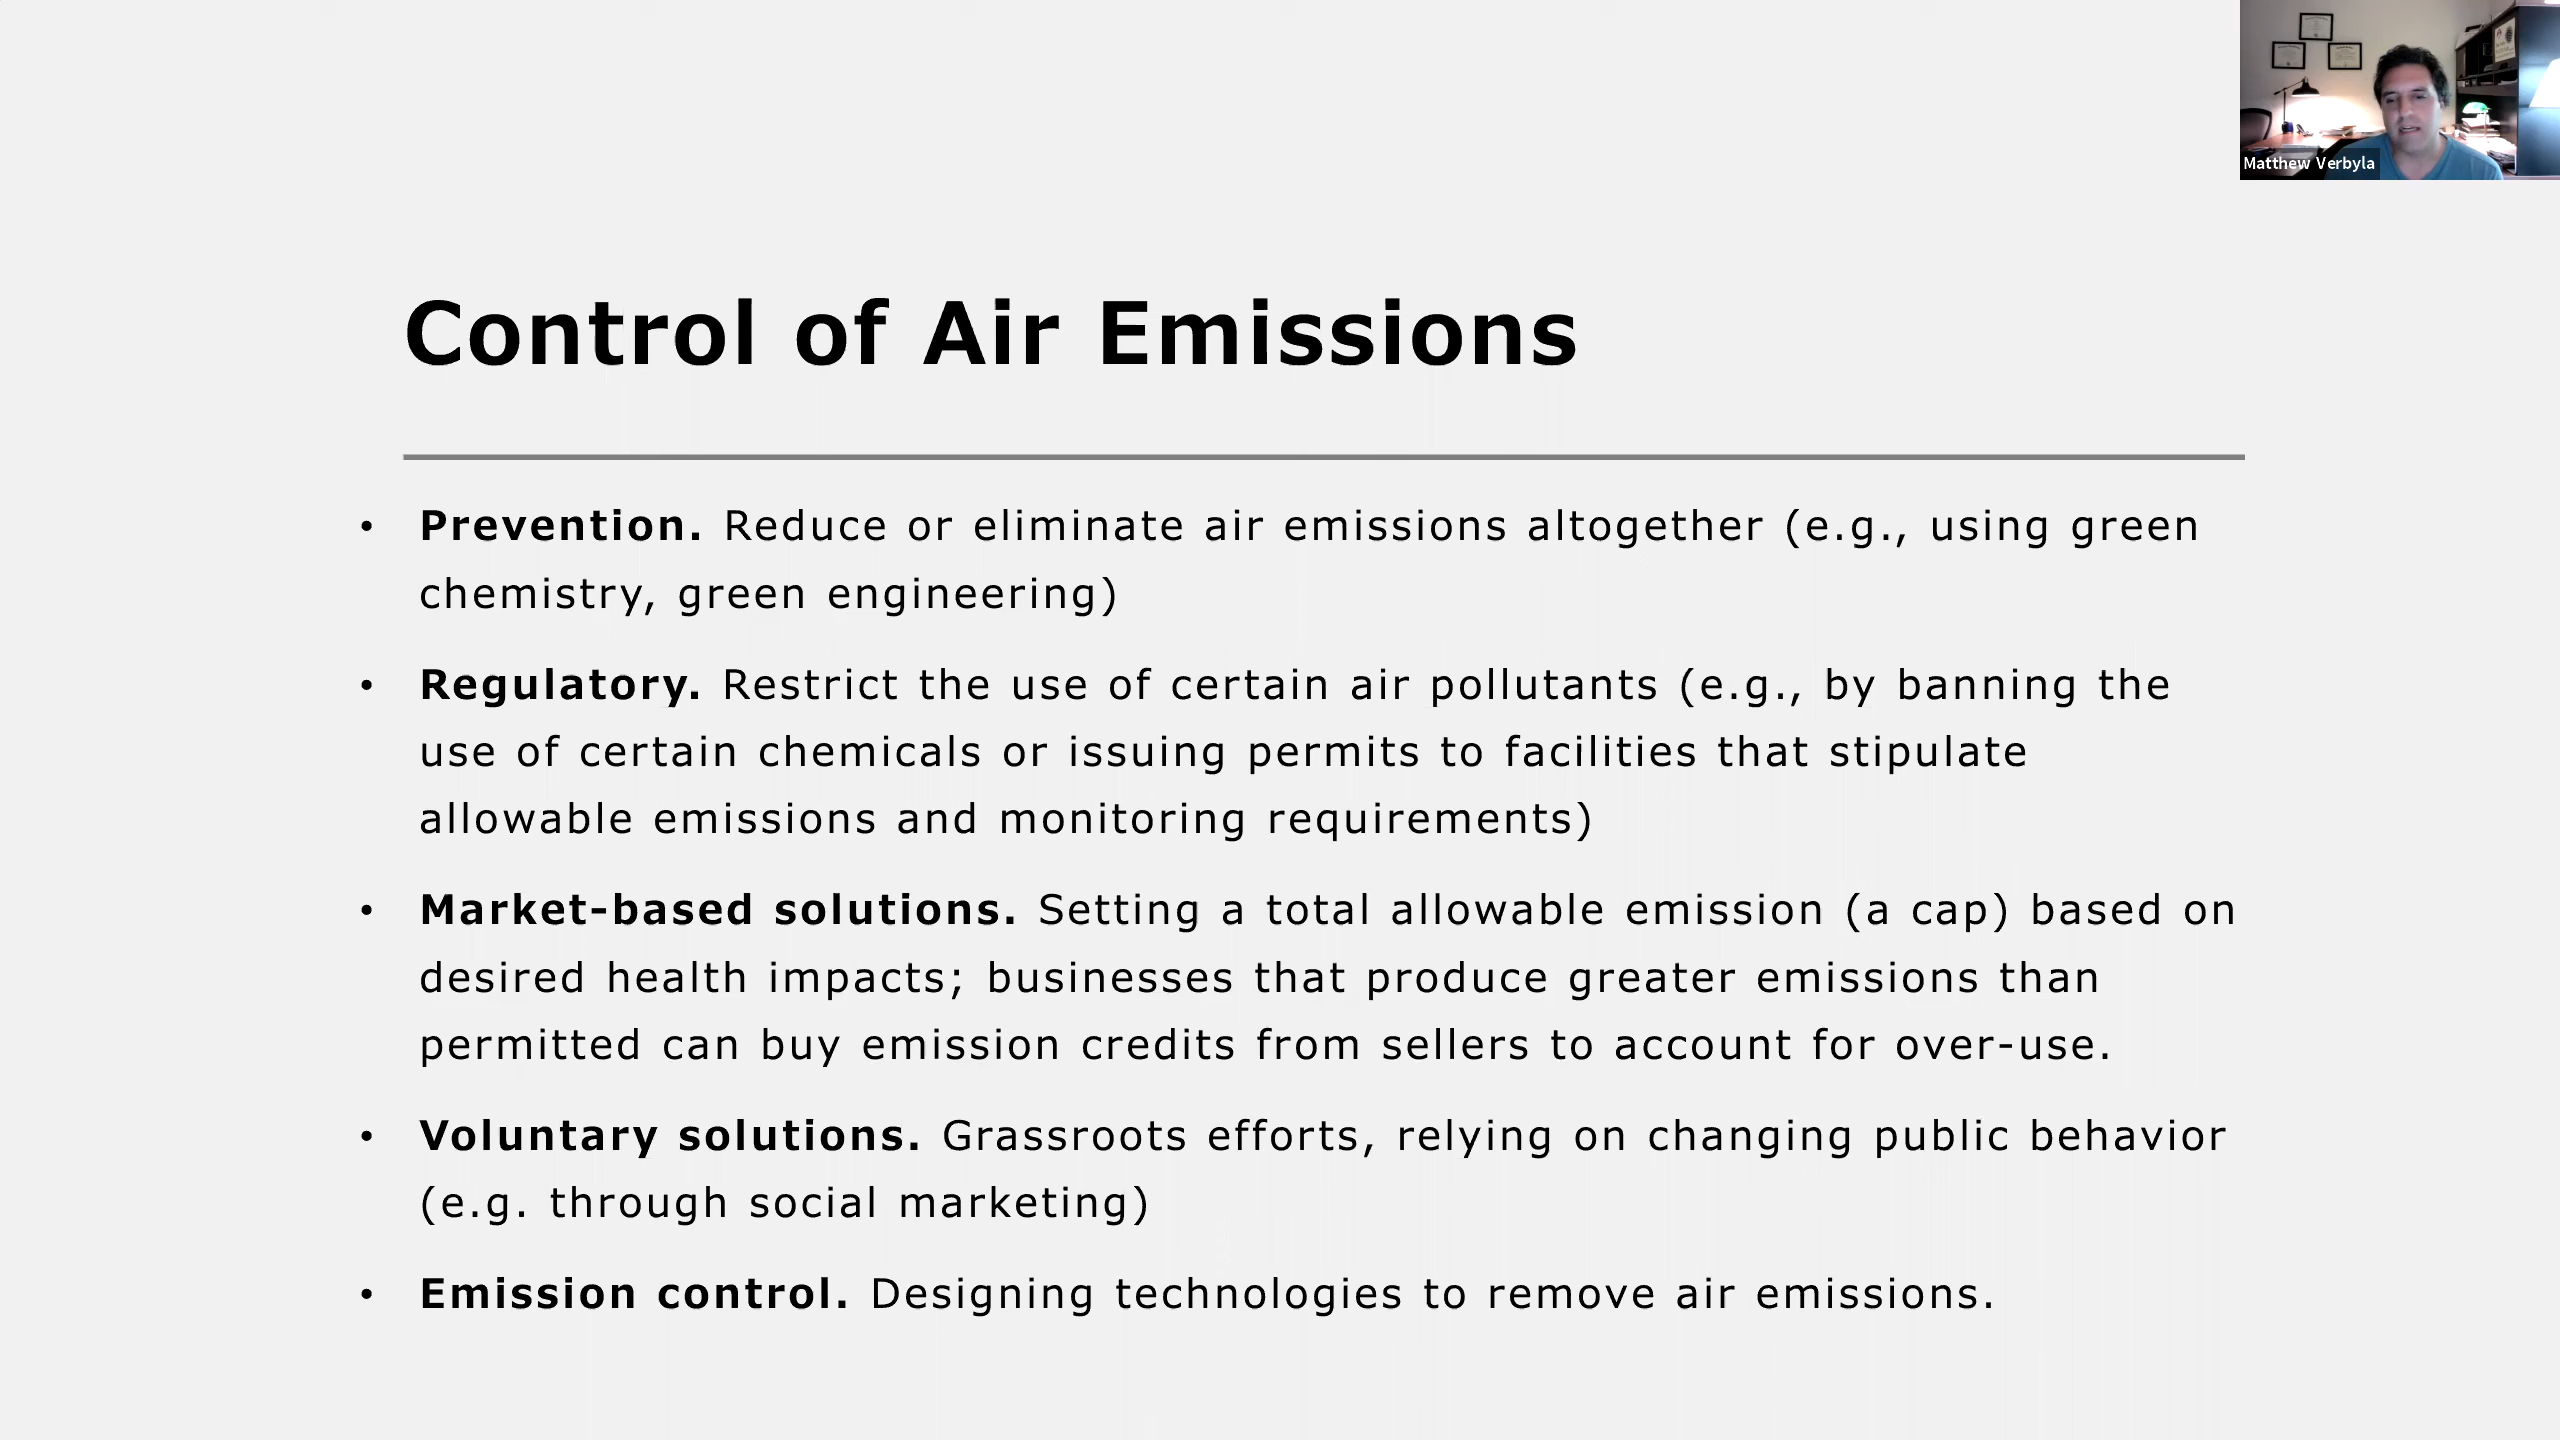 Matthew Verbyla
Control of Air Emissions
• Prevention. Reduce or eliminate air emissions altogether (e.g., using green
chemistry, green engineering)
• Regulatory. Restrict the use of certain air pollutants (e.g., by banning the
use of certain chemicals or issuing permits to facilities that stipulate
allowable emissions and monitoring requirements)
• Market-based solutions. Setting a total allowable emission (a cap) based on
desired health impacts; businesses that produce greater emissions than
permitted can buy emission credits from sellers to account for over-use.
• Voluntary solutions. Grassroots efforts, relying on changing public behavior
(e.g. through social marketing)
• Emission control. Designing technologies to remove air emissions.